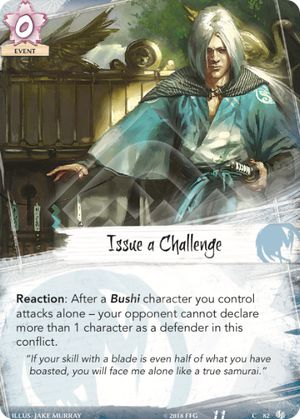 0
EVENT
Issue a Challenge
Reaction: After a Bushi character you control
attacks alone – your opponent cannot declare
more than 1 character as a defender in this
conflict.
“If your skill with a blade is even half of what you have
boasted, you will face me alone like a true samurai.”
ILLUS: JAKE MURRAY © 2018 FFG 11 C 82